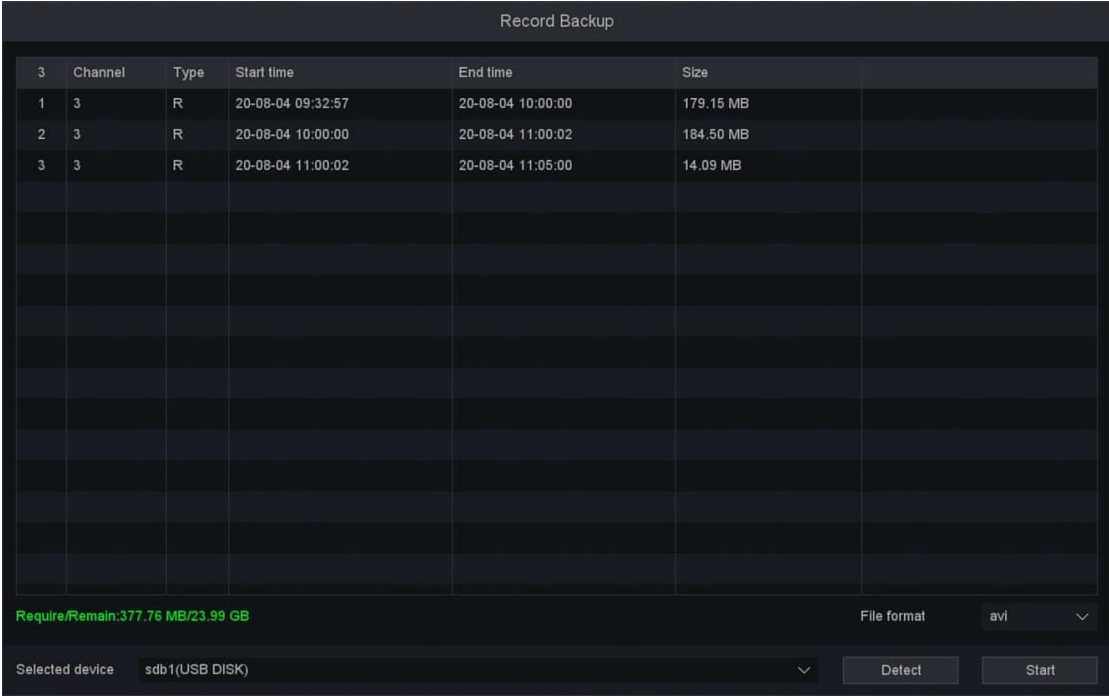 Record Backup
3 Channel Type Start time End time Size
1 3 R 20-08-04 09:32:57 20-08-04 10:00:00 179.15 MB
2 3 R 20-08-04 10:00:00 20-08-04 11:00:02 184.50 MB
3 3 R 20-08-04 11:00:02 20-08-04 11:05:00 14.09 MB
Require/Remain:377.76 MB/23.99 GB File format avi
Selected device sdb1(USB DISK) Detect Start